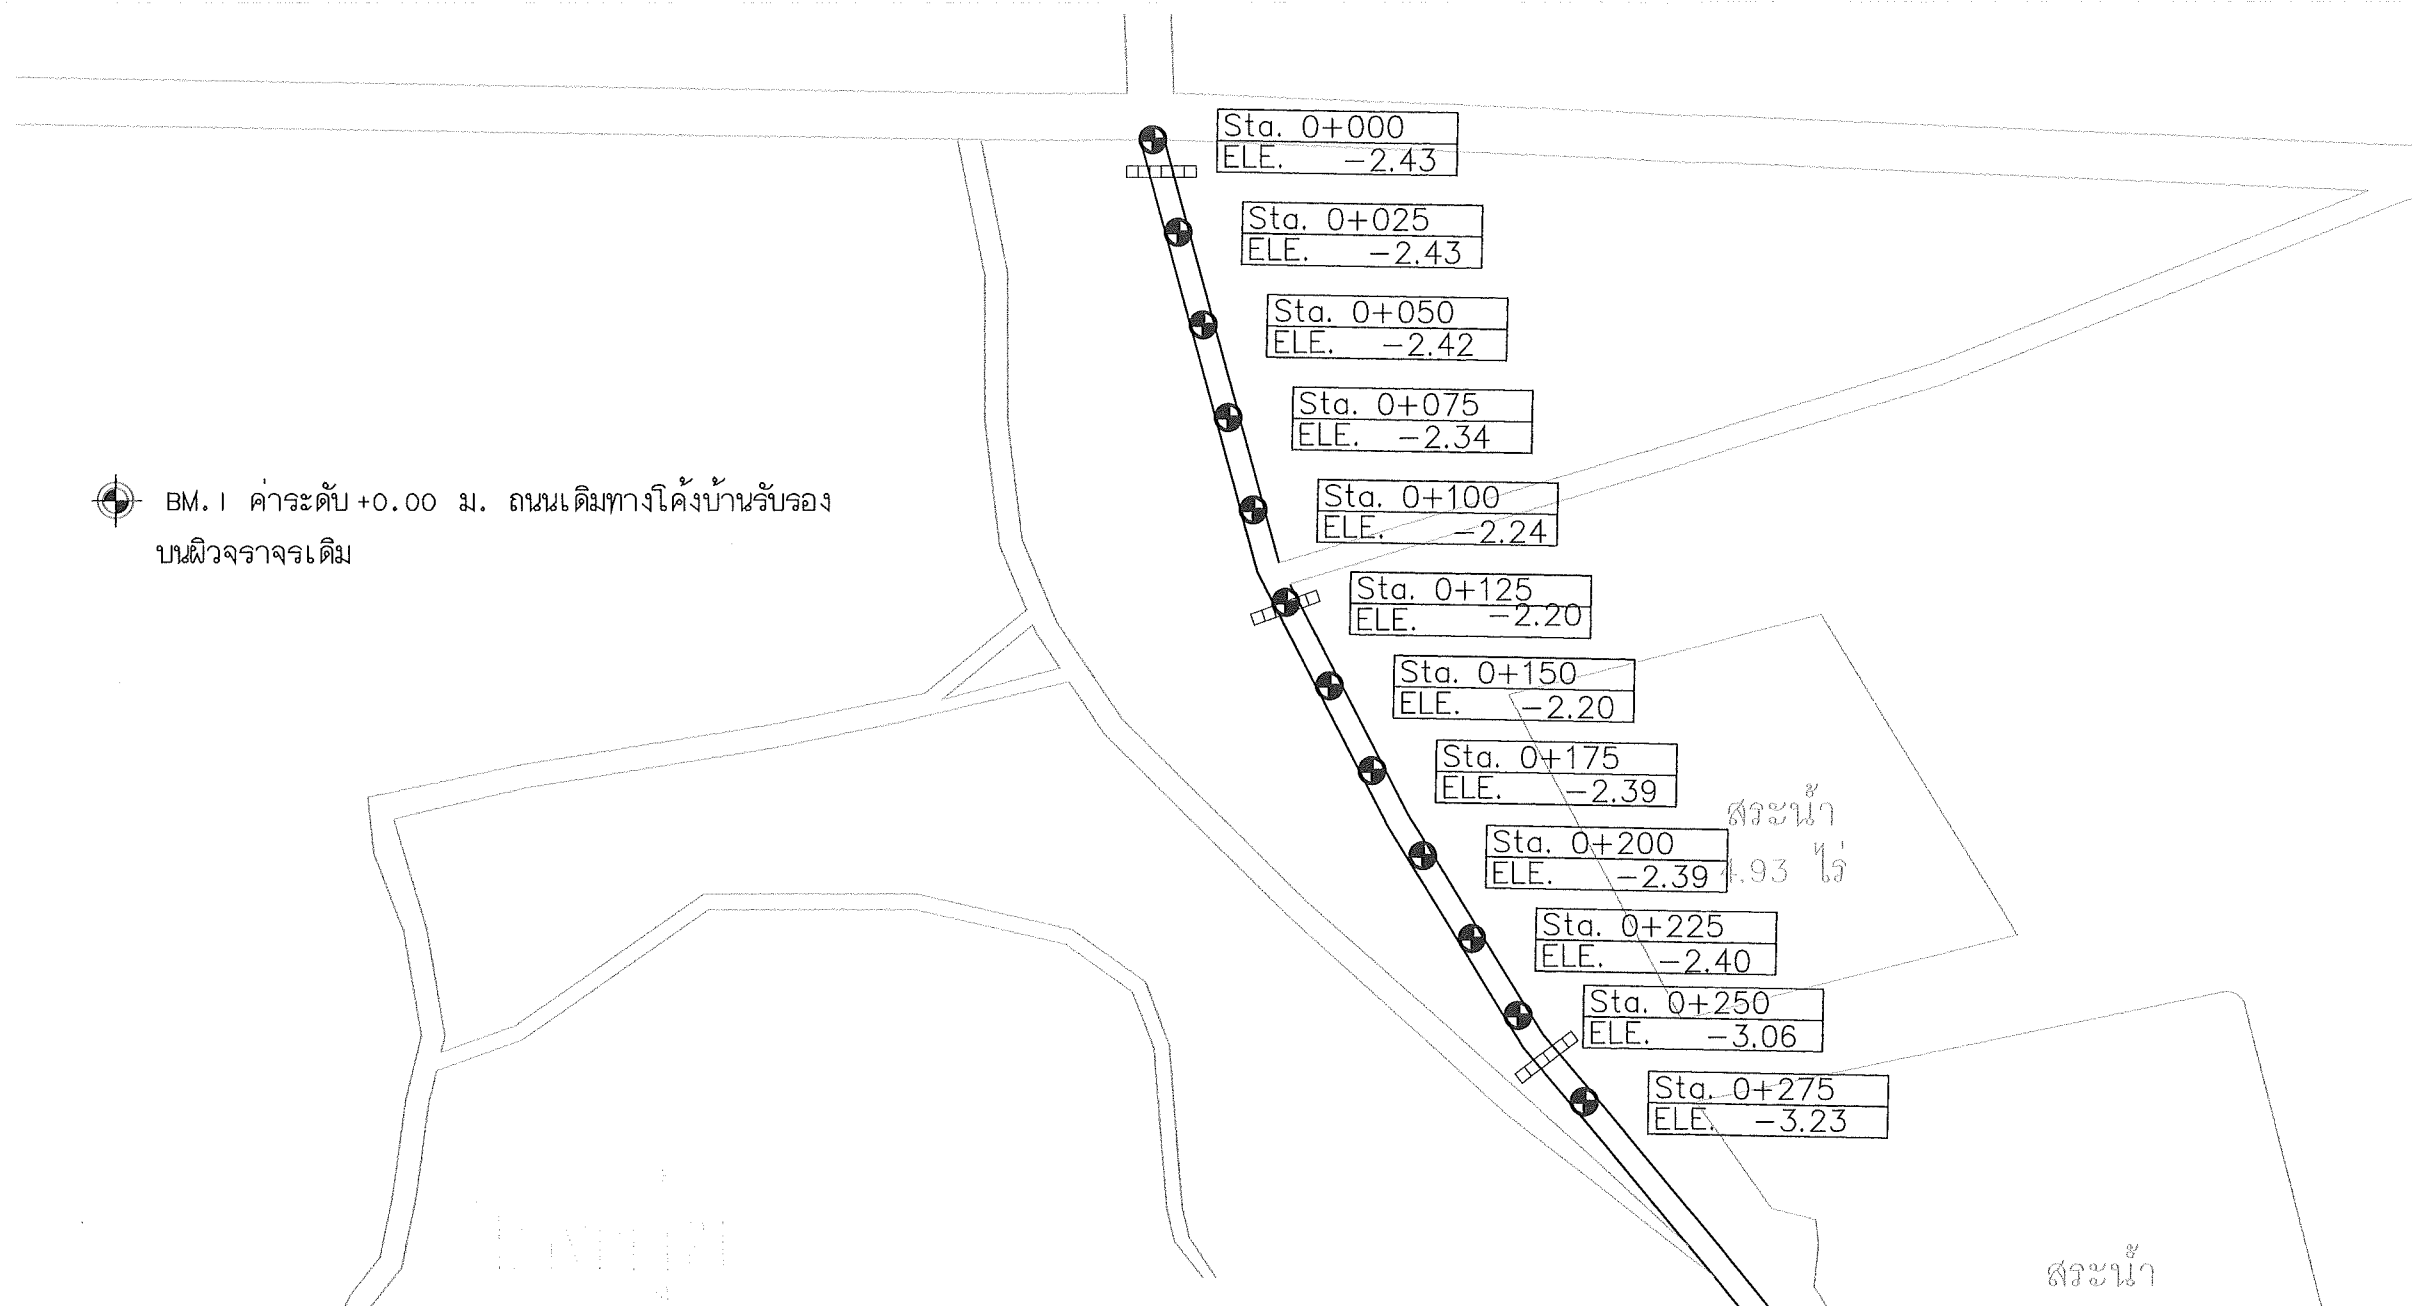 Sta. 0+000
ELE. -2.43
Sta. 0+025
ELE. -2.43
Sta. 0+050
ELE. -2.42
Sta. 0+075
ELE. -2.34
BM.1 ค่าระดับ +0.00 ม. ถนนเดิมทางโค้งบ้านรับรอง
บนผิวจราจรเดิม
Sta. 0+100
ELE. -2.24
Sta. 0+125
ELE. -2.20
Sta. 0+150
ELE. -2.20
Sta. 0+175
ELE. -2.39
สระน้ำ
4.93 ไร่
Sta. 0+200
ELE. -2.39
Sta. 0+225
ELE. -2.40
Sta. 0+250
ELE. -3.06
Sta. 0+275
ELE. -3.23
สระน้ำ